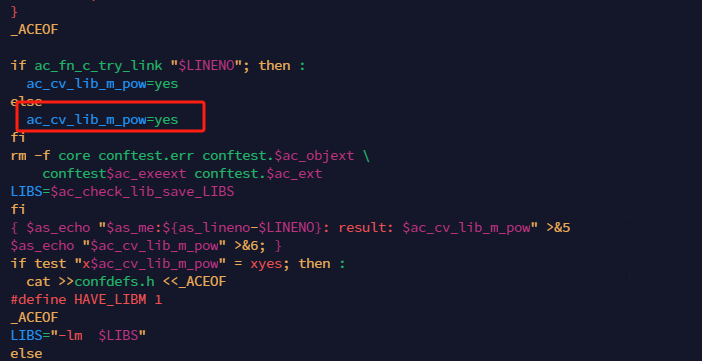 }
_ACEOF
if ac_fn_c_try_link "$LINENO"; then :
  ac_cv_lib_m_pow=yes
else
  ac_cv_lib_m_pow=yes
fi
rm -f core conftest.err conftest.$ac_objext \
    conftest$ac_exeext conftest.$ac_ext
LIBS=$ac_check_lib_save_LIBS
fi
{ $as_echo "$as_me:${as_lineno-$LINENO}: result: $ac_cv_lib_m_pow" >&5
$as_echo "$ac_cv_lib_m_pow" >&6; }
if test "x$ac_cv_lib_m_pow" = xyes; then :
  cat >>confdefs.h <<_ACEOF
#define HAVE_LIBM 1
_ACEOF
LIBS="-lm  $LIBS"
else